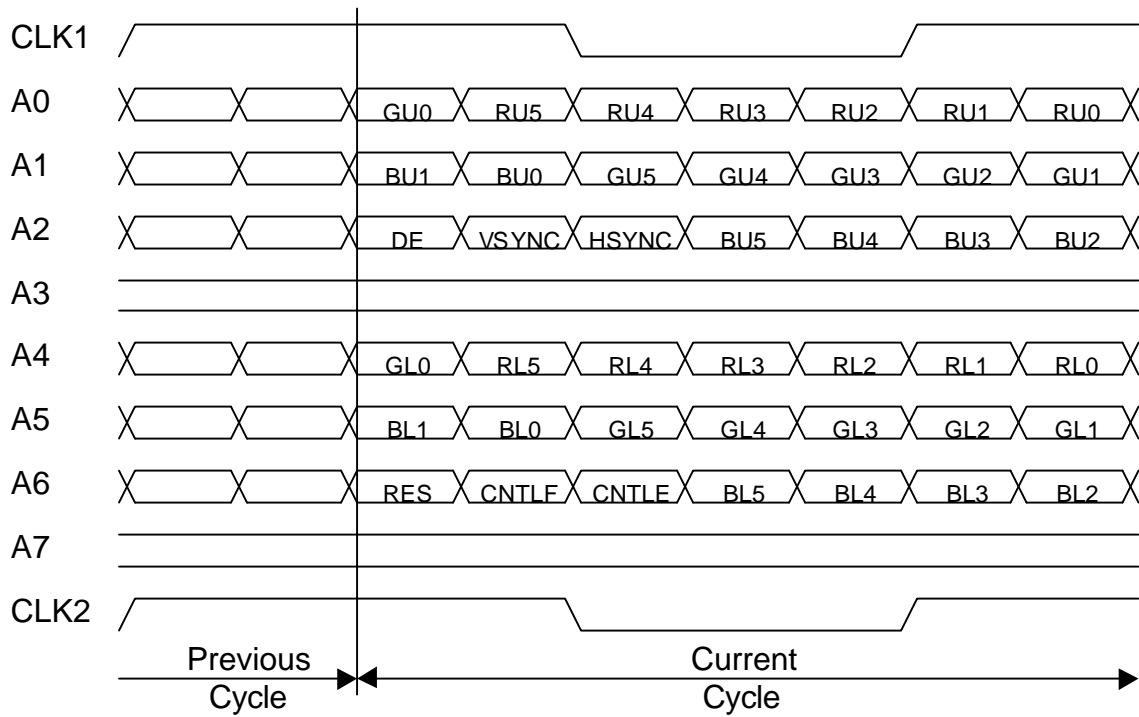 CLK1
A0 GU0 RU5 RU4 RU3 RU2 RU1 RU0
A1 BU1 BU0 GU5 GU4 GU3 GU2 GU1
A2 DE VSYNC HSYNC BU5 BU4 BU3 BU2
A3
A4 GL0 RL5 RL4 RL3 RL2 RL1 RL0
A5 BL1 BL0 GL5 GL4 GL3 GL2 GL1
A6 RES CNTLF CNTLE BL5 BL4 BL3 BL2
A7
CLK2
Previous Current
Cycle Cycle